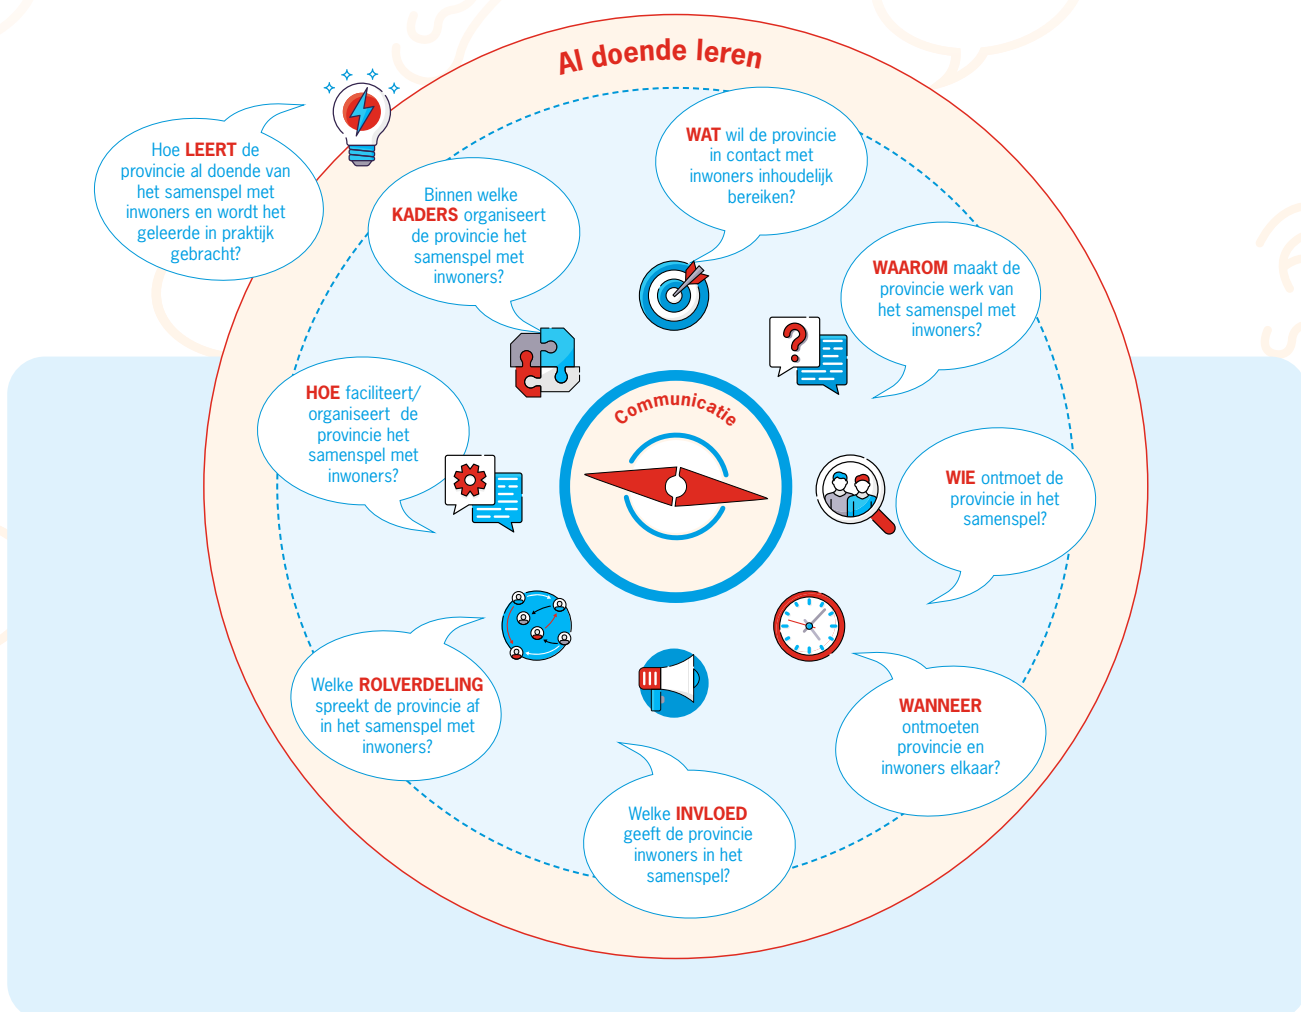 Al doende leren
Hoe LEERT de
provincie al doende van
het samenspel met
inwoners en wordt het
geleerde in praktijk
gebracht?
Binnen welke
KADERS organiseert
de provincie het
samenspel met
inwoners?
WAT wil de provincie
in contact met
inwoners inhoudelijk
bereiken?
WAAROM maakt de
provincie werk van
het samenspel met
inwoners?
HOE faciliteert/
organiseert de
provincie het
samenspel met
inwoners?
Communicatie
WIE ontmoet de
provincie in het
samenspel?
Welke ROLVERDELING
spreekt de provincie af
in het samenspel met
inwoners?
WANNEER
ontmoeten
provincie en
inwoners elkaar?
Welke INVLOED
geeft de provincie
inwoners in het
samenspel?